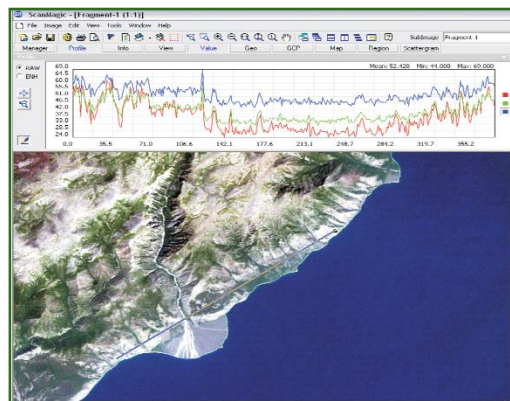 ScanMagic - [Fragment-1 (1:1)]
File Image Edit View Tools Window Help
SubImage Fragment 1
Manager Profile Info View Value Geo GCP Map Region Scattergram
RAW
ENH
Mean: 52.420 Min: 44.000 Max: 69.000
69.0
64.5
60.4
56.4
51.0
46.5
42.0
37.5
33.0
28.5
24.0
0.0 35.5 71.0 106.6 142.1 177.6 213.1 248.7 284.2 319.7 355.2